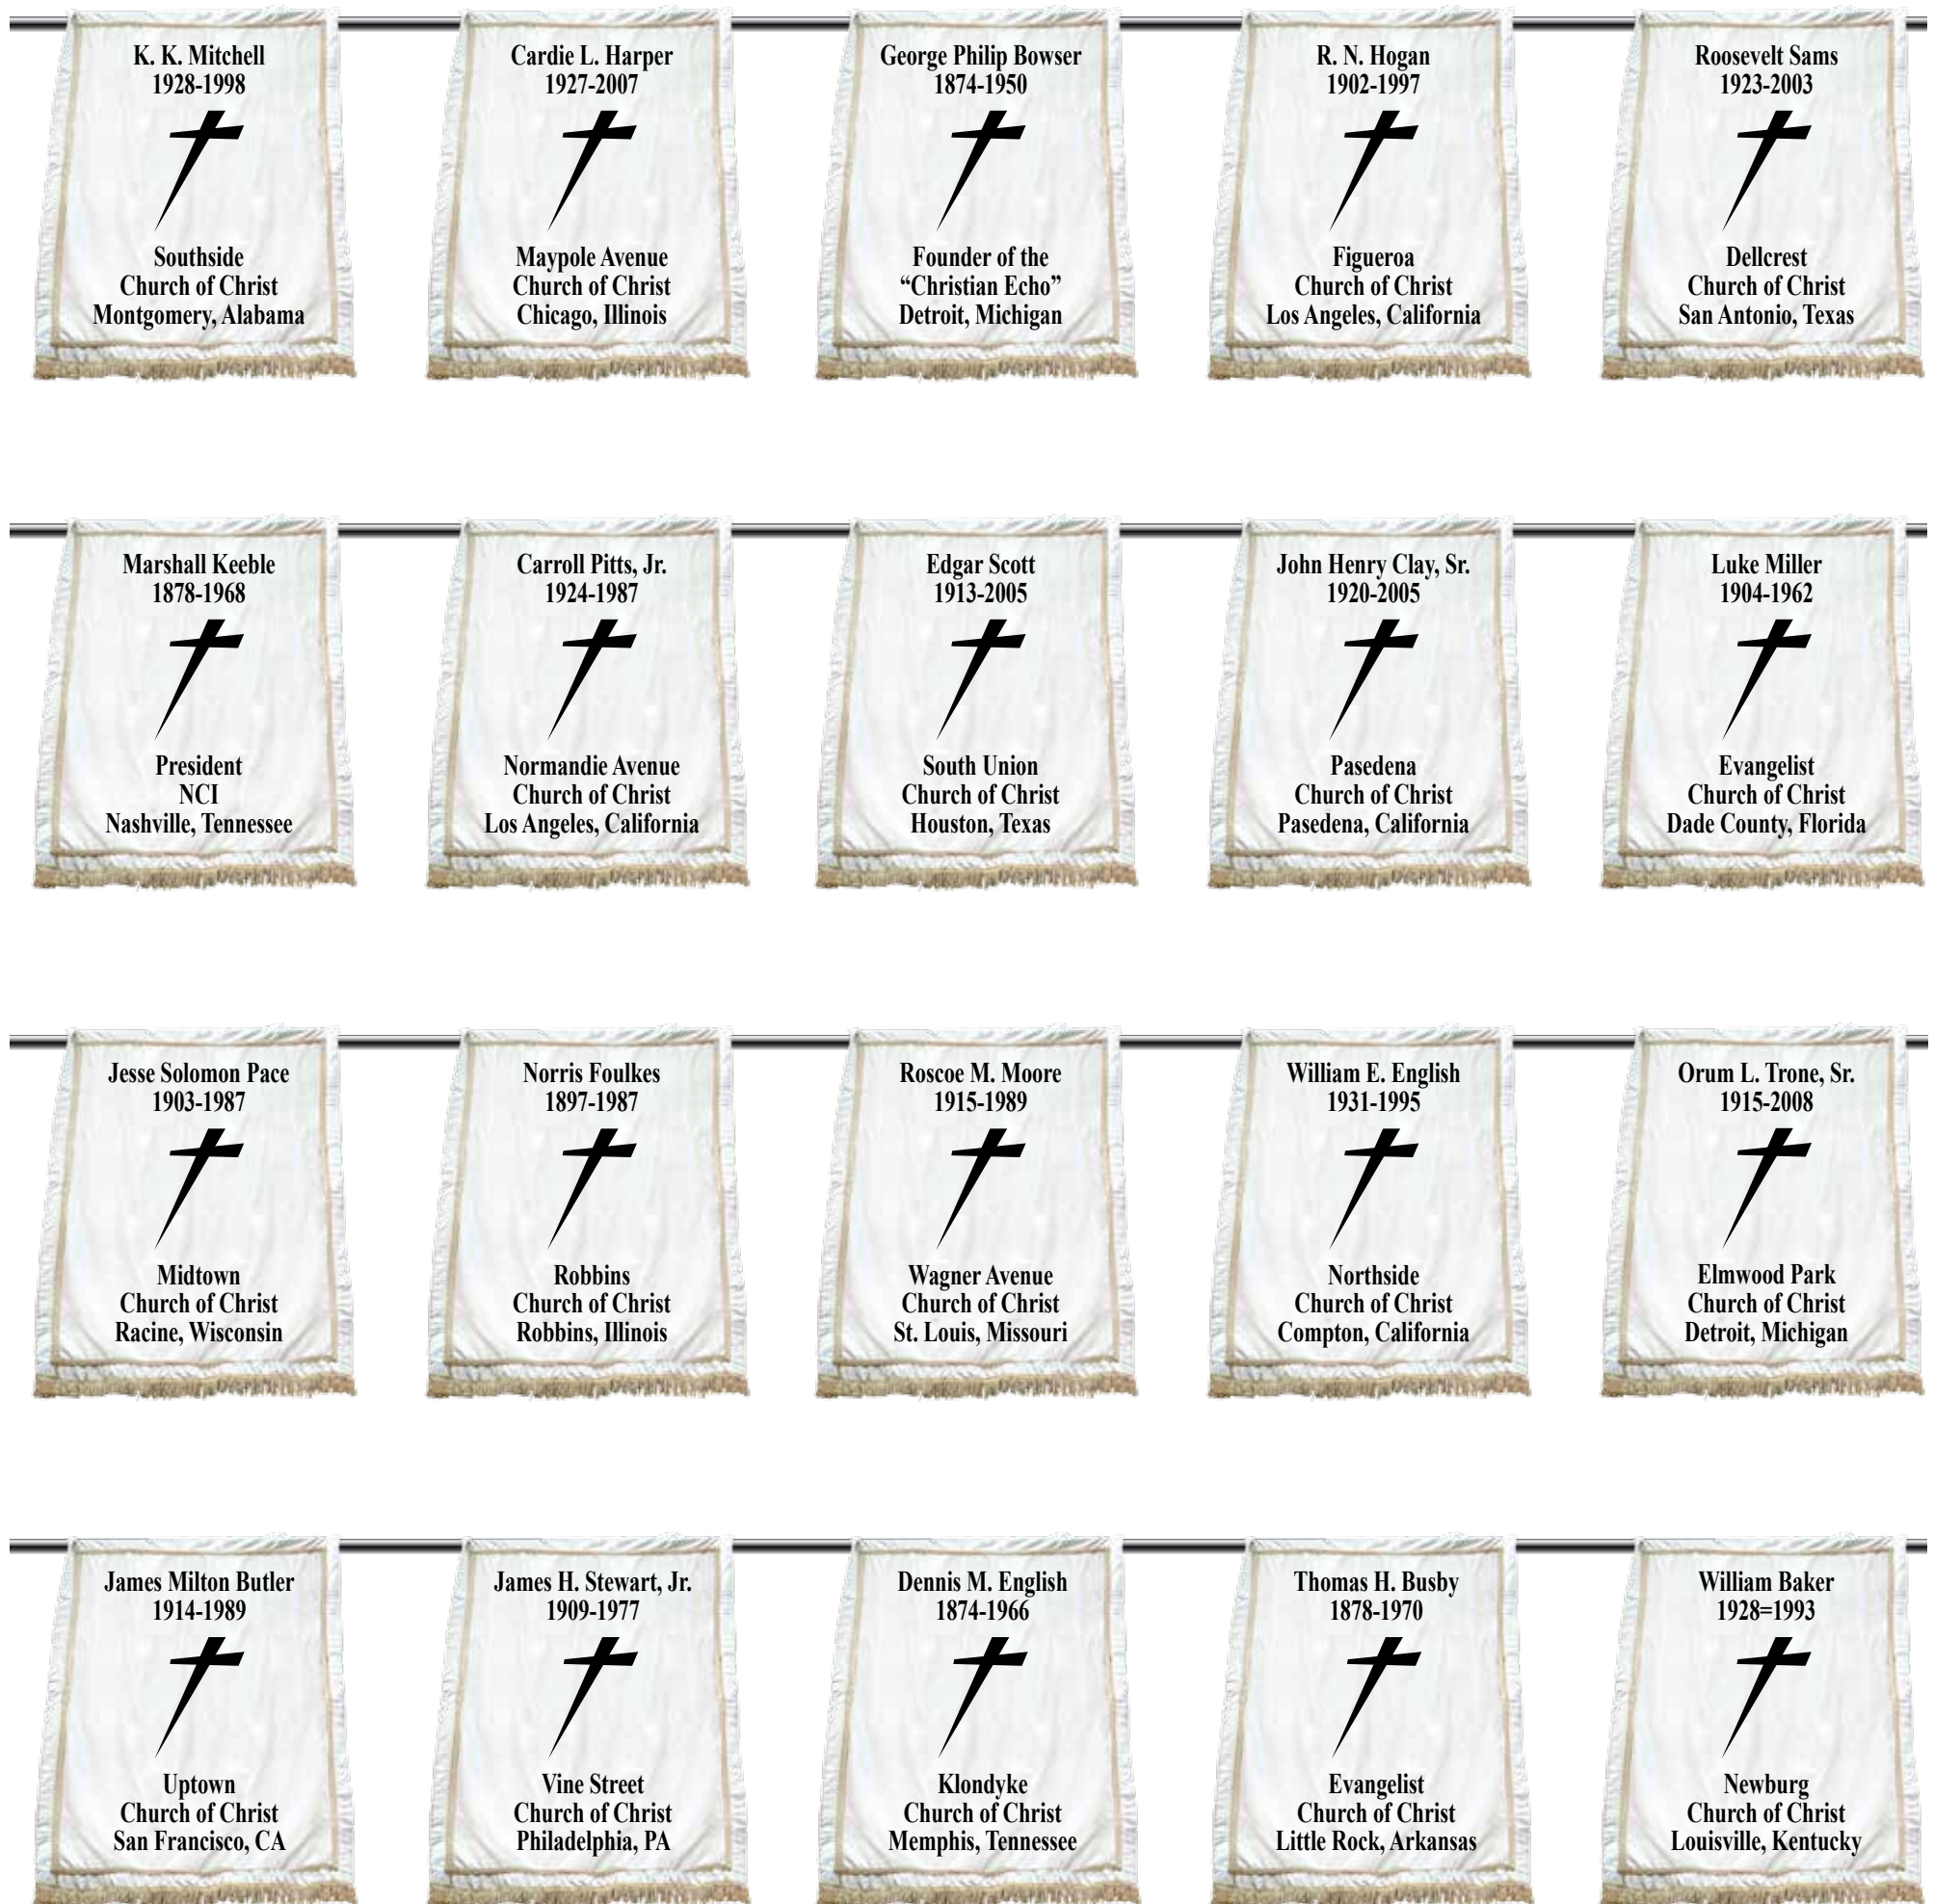 K. K. Mitchell
1928-1998
Southside
Church of Christ
Montgomery, Alabama
Cardie L. Harper
1927-2007
Maypole Avenue
Church of Christ
Chicago, Illinois
George Philip Bowser
1874-1950
Founder of the
“Christian Echo”
Detroit, Michigan
R. N. Hogan
1902-1997
Figueroa
Church of Christ
Los Angeles, California
Roosevelt Sams
1923-2003
Dellcrest
Church of Christ
San Antonio, Texas
Marshall Keeble
1878-1968
President
NCI
Nashville, Tennessee
Carroll Pitts, Jr.
1924-1987
Normandie Avenue
Church of Christ
Los Angeles, California
Edgar Scott
1913-2005
South Union
Church of Christ
Houston, Texas
John Henry Clay, Sr.
1920-2005
Pasedena
Church of Christ
Pasedena, California
Luke Miller
1904-1962
Evangelist
Church of Christ
Dade County, Florida
Jesse Solomon Pace
1903-1987
Midtown
Church of Christ
Racine, Wisconsin
Norris Foulkes
1897-1987
Robbins
Church of Christ
Robbins, Illinois
Roscoe M. Moore
1915-1989
Wagner Avenue
Church of Christ
St. Louis, Missouri
William E. English
1931-1995
Northside
Church of Christ
Compton, California
Orum L. Trone, Sr.
1915-2008
Elmwood Park
Church of Christ
Detroit, Michigan
James Milton Butler
1914-1989
Uptown
Church of Christ
San Francisco, CA
James H. Stewart, Jr.
1909-1977
Vine Street
Church of Christ
Philadelphia, PA
Dennis M. English
1874-1966
Klondyke
Church of Christ
Memphis, Tennessee
Thomas H. Busby
1878-1970
Evangelist
Church of Christ
Little Rock, Arkansas
William Baker
1928=1993
Newburg
Church of Christ
Louisville, Kentucky